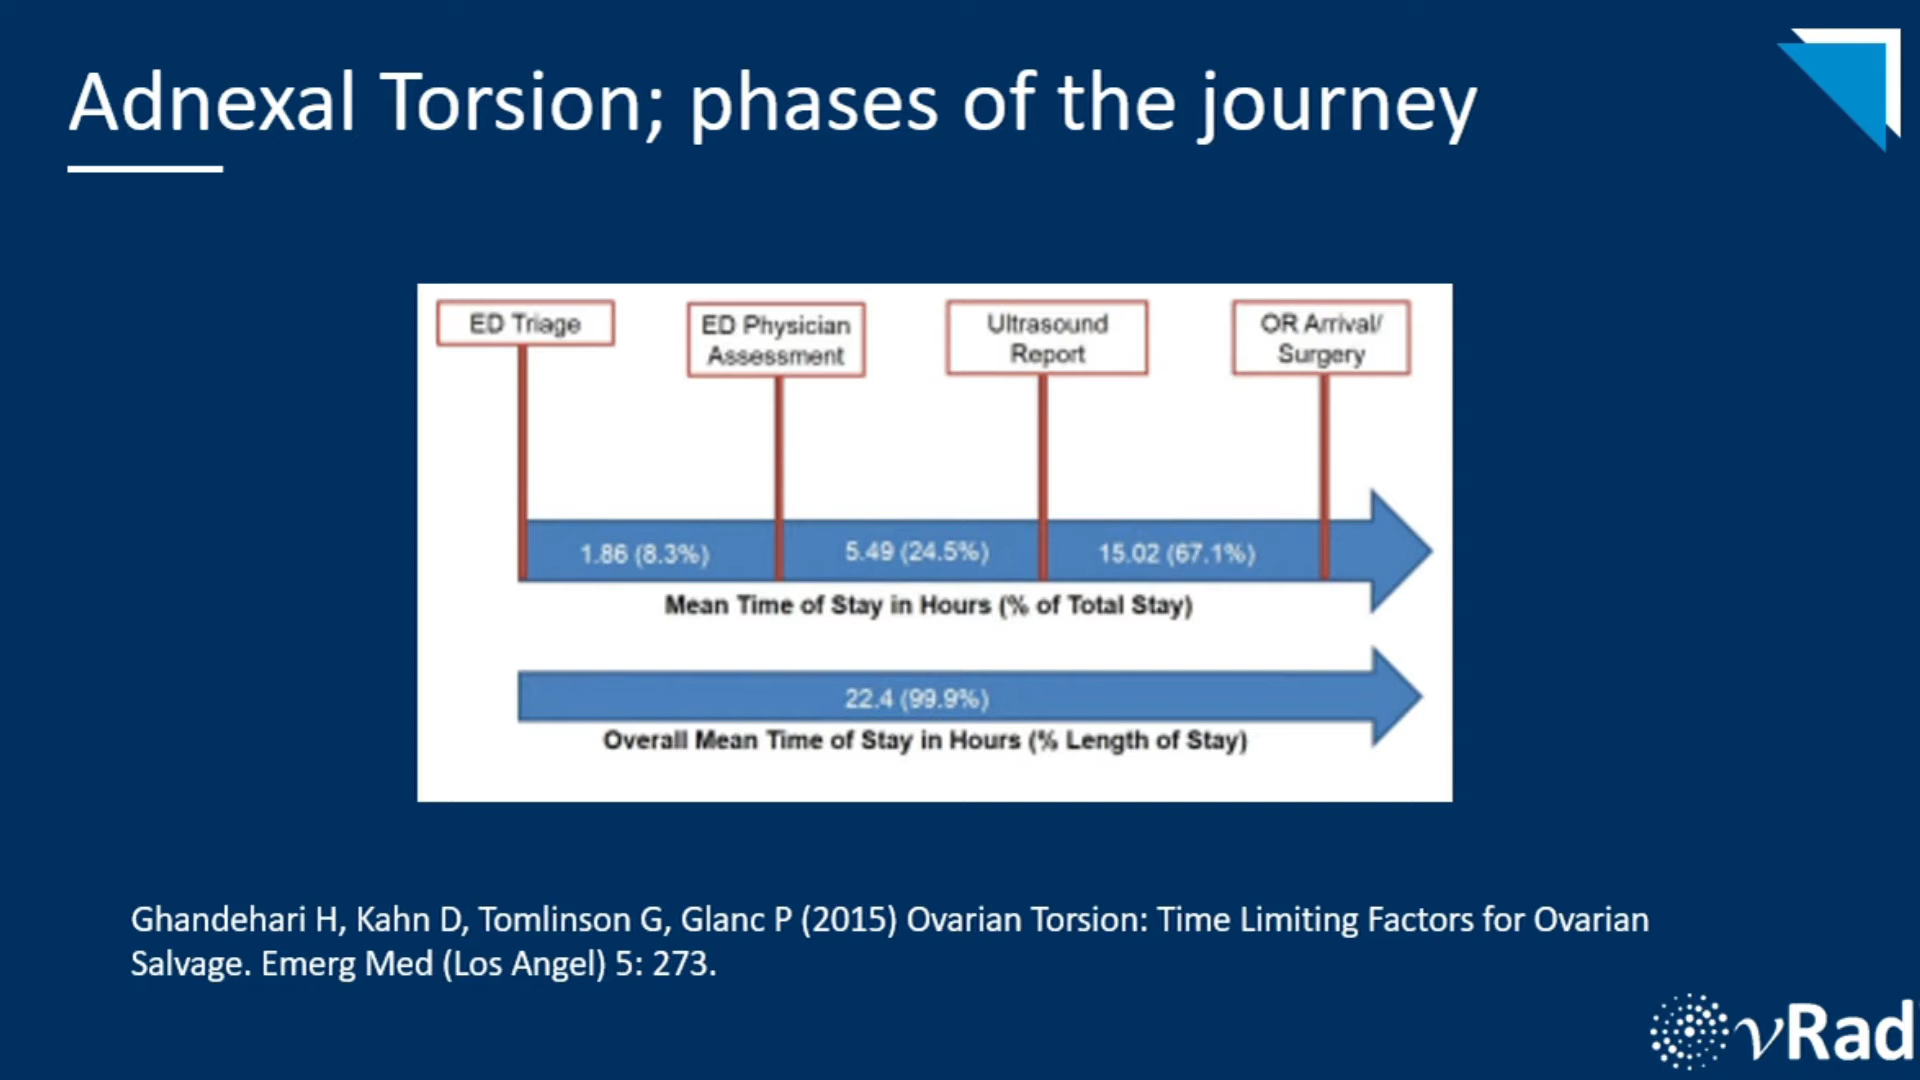 Adnexal Torsion; phases of the journey
ED Triage
ED Physician
Assessment
Ultrasound
Report
OR Arrival/
Surgery
1.86 (8.3%)
5.49 (24.5%)
15.02 (67.1%)
Mean Time of Stay in Hours (% of Total Stay)
22.4 (99.9%)
Overall Mean Time of Stay in Hours (% Length of Stay)
Ghandehari H, Kahn D, Tomlinson G, Glanc P (2015) Ovarian Torsion: Time Limiting Factors for Ovarian
Salvage. Emerg Med (Los Angel) 5: 273.
vRad